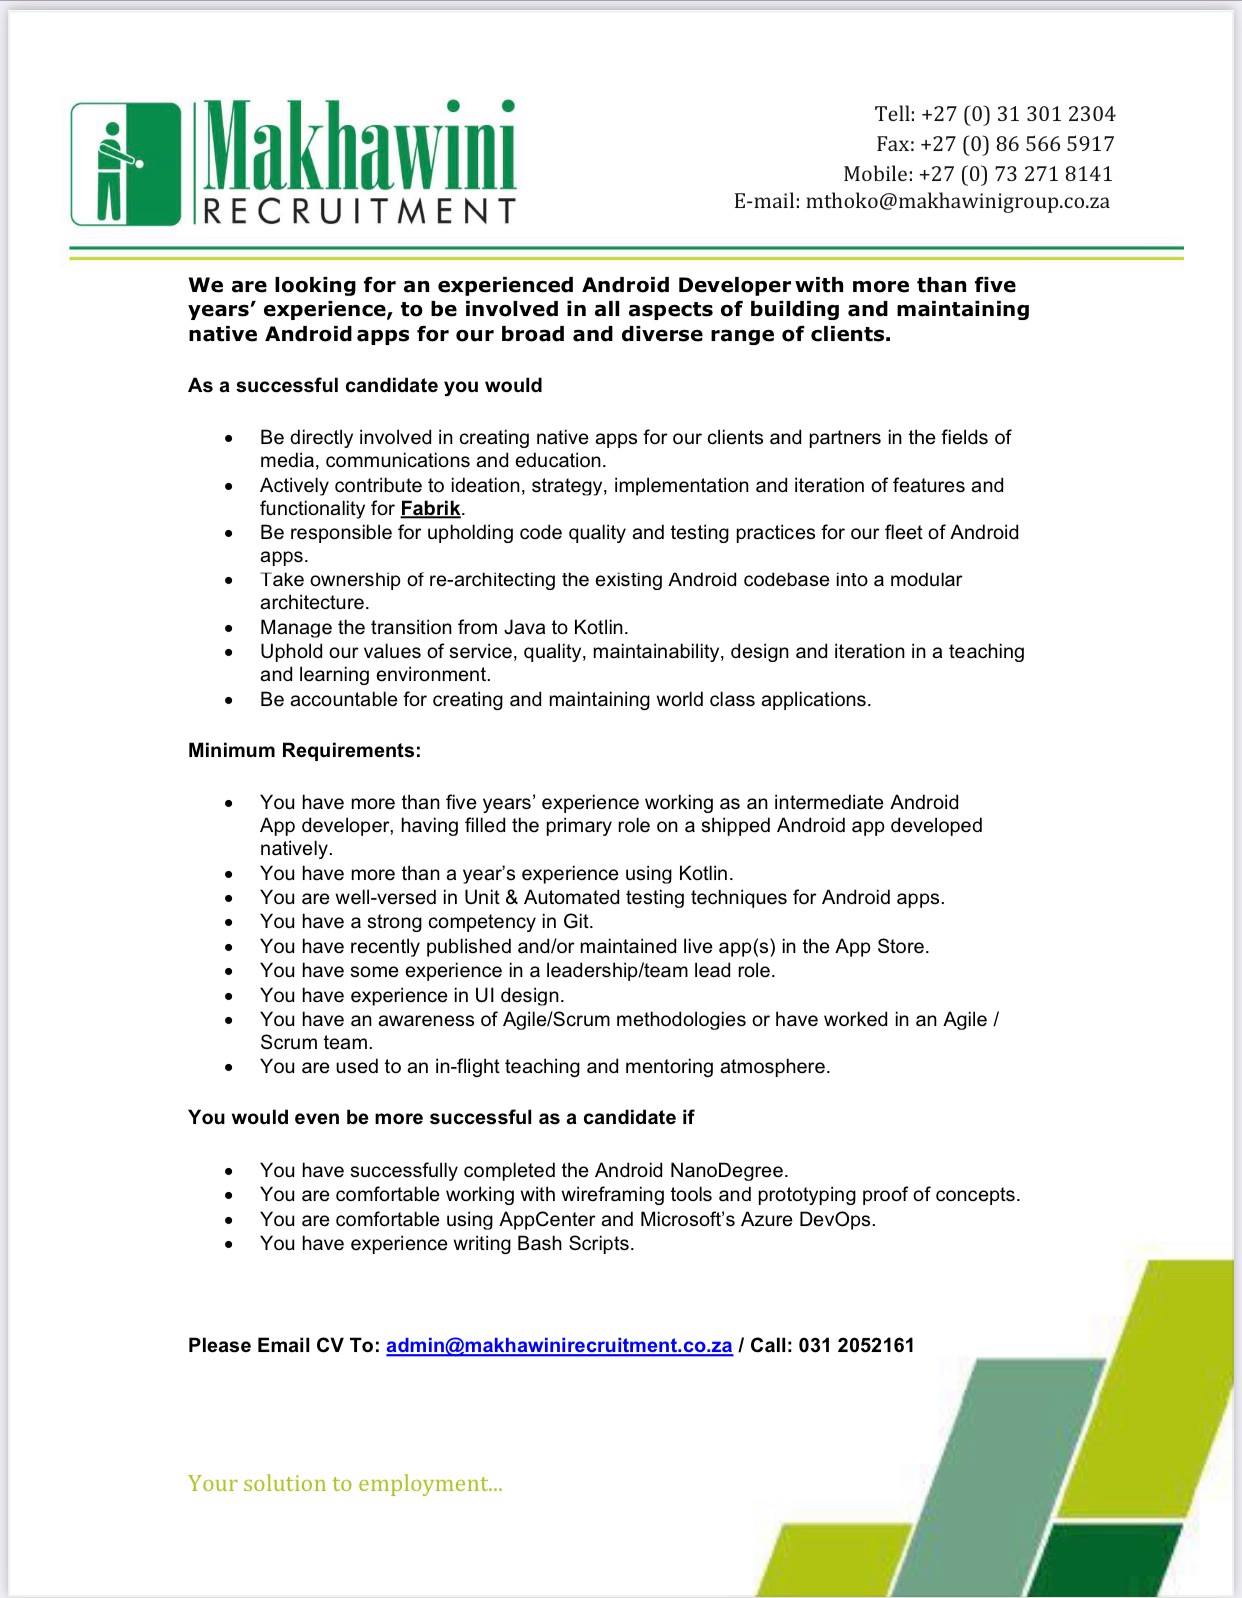 Makhawini
RECRUITMENT
Tell: +27 (0) 31 301 2304
Fax: +27 (0) 86 566 5917
Mobile: +27 (0) 73 271 8141
E-mail: mthoko@makhawinigroup.co.za
We are looking for an experienced Android Developer with more than five
years’ experience, to be involved in all aspects of building and maintaining
native Android apps for our broad and diverse range of clients.
As a successful candidate you would
• Be directly involved in creating native apps for our clients and partners in the fields of
media, communications and education.
• Actively contribute to ideation, strategy, implementation and iteration of features and
functionality for Fabrik.
• Be responsible for upholding code quality and testing practices for our fleet of Android
apps.
• Take ownership of re-architecting the existing Android codebase into a modular
architecture.
• Manage the transition from Java to Kotlin.
• Uphold our values of service, quality, maintainability, design and iteration in a teaching
and learning environment.
• Be accountable for creating and maintaining world class applications.
Minimum Requirements:
• You have more than five years’ experience working as an intermediate Android
App developer, having filled the primary role on a shipped Android app developed
natively.
• You have more than a year’s experience using Kotlin.
• You are well-versed in Unit & Automated testing techniques for Android apps.
• You have a strong competency in Git.
• You have recently published and/or maintained live app(s) in the App Store.
• You have some experience in a leadership/team lead role.
• You have experience in UI design.
• You have an awareness of Agile/Scrum methodologies or have worked in an Agile /
Scrum team.
• You are used to an in-flight teaching and mentoring atmosphere.
You would even be more successful as a candidate if
• You have successfully completed the Android NanoDegree.
• You are comfortable working with wireframing tools and prototyping proof of concepts.
• You are comfortable using AppCenter and Microsoft’s Azure DevOps.
• You have experience writing Bash Scripts.
Please Email CV To: admin@makhawinirecruitment.co.za / Call: 031 2052161
Your solution to employment...